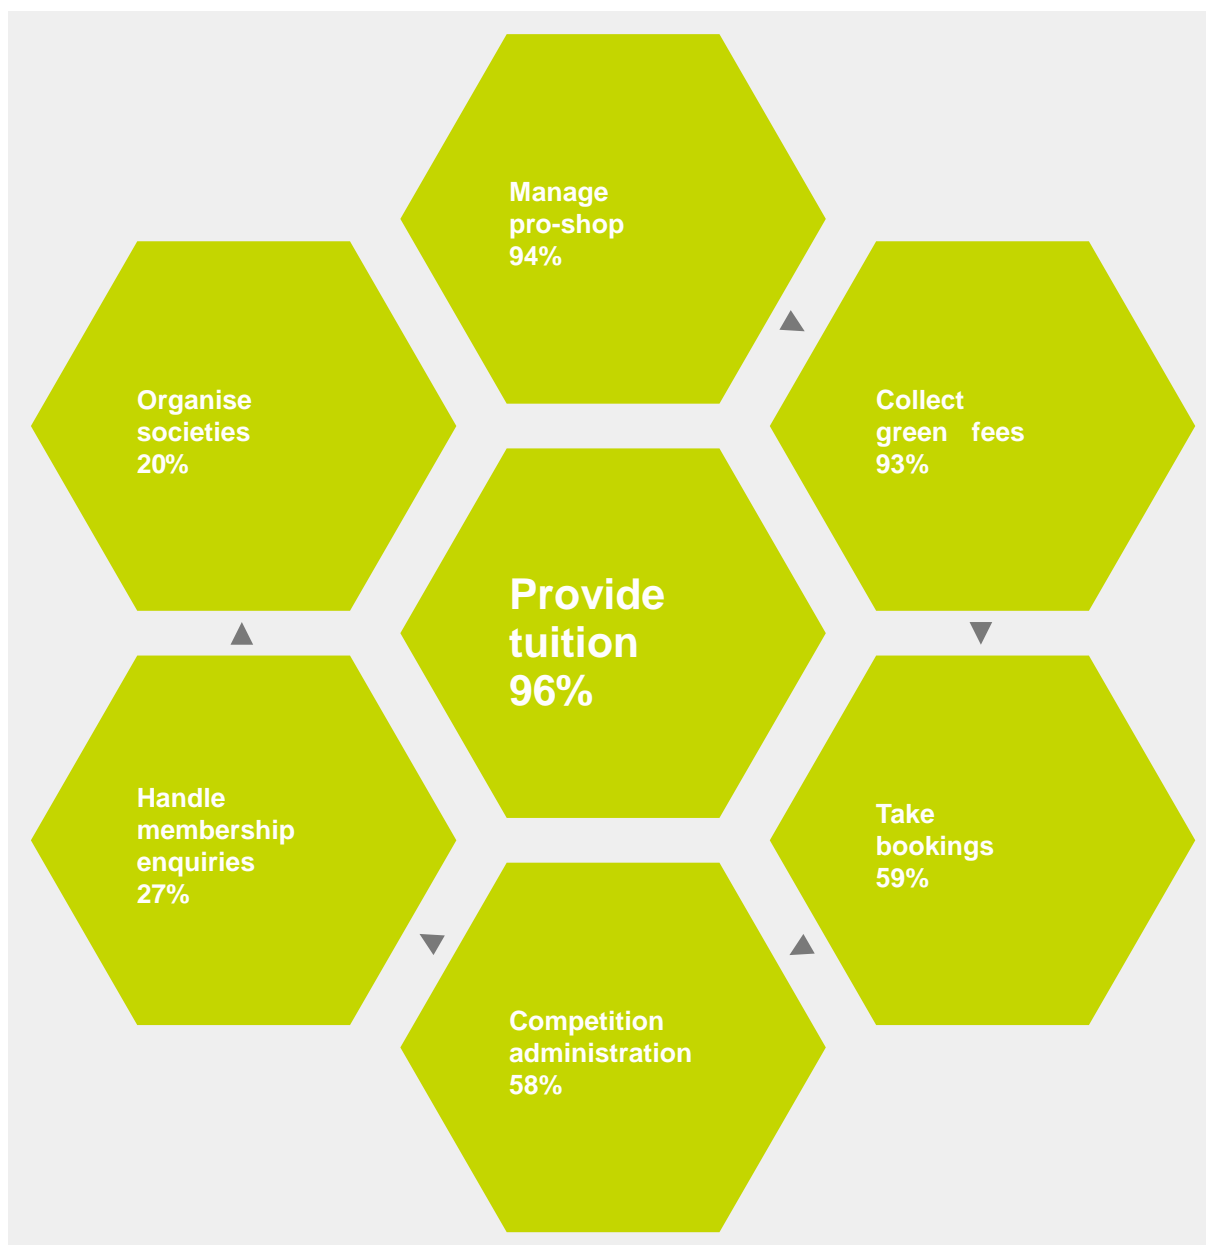 Manage
pro-shop
94%
Collect
green fees
93%
Take
bookings
59%
Competition
administration
58%
Handle
membership
enquiries
27%
Organise
societies
20%
Provide
tuition
96%